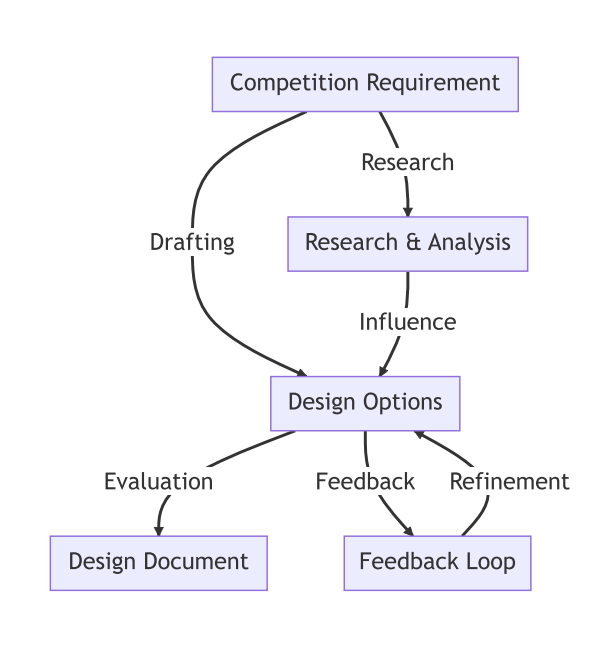 Competition Requirement
Research
Drafting
Research & Analysis
Influence
Design Options
Evaluation
Feedback
Refinement
Design Document
Feedback Loop